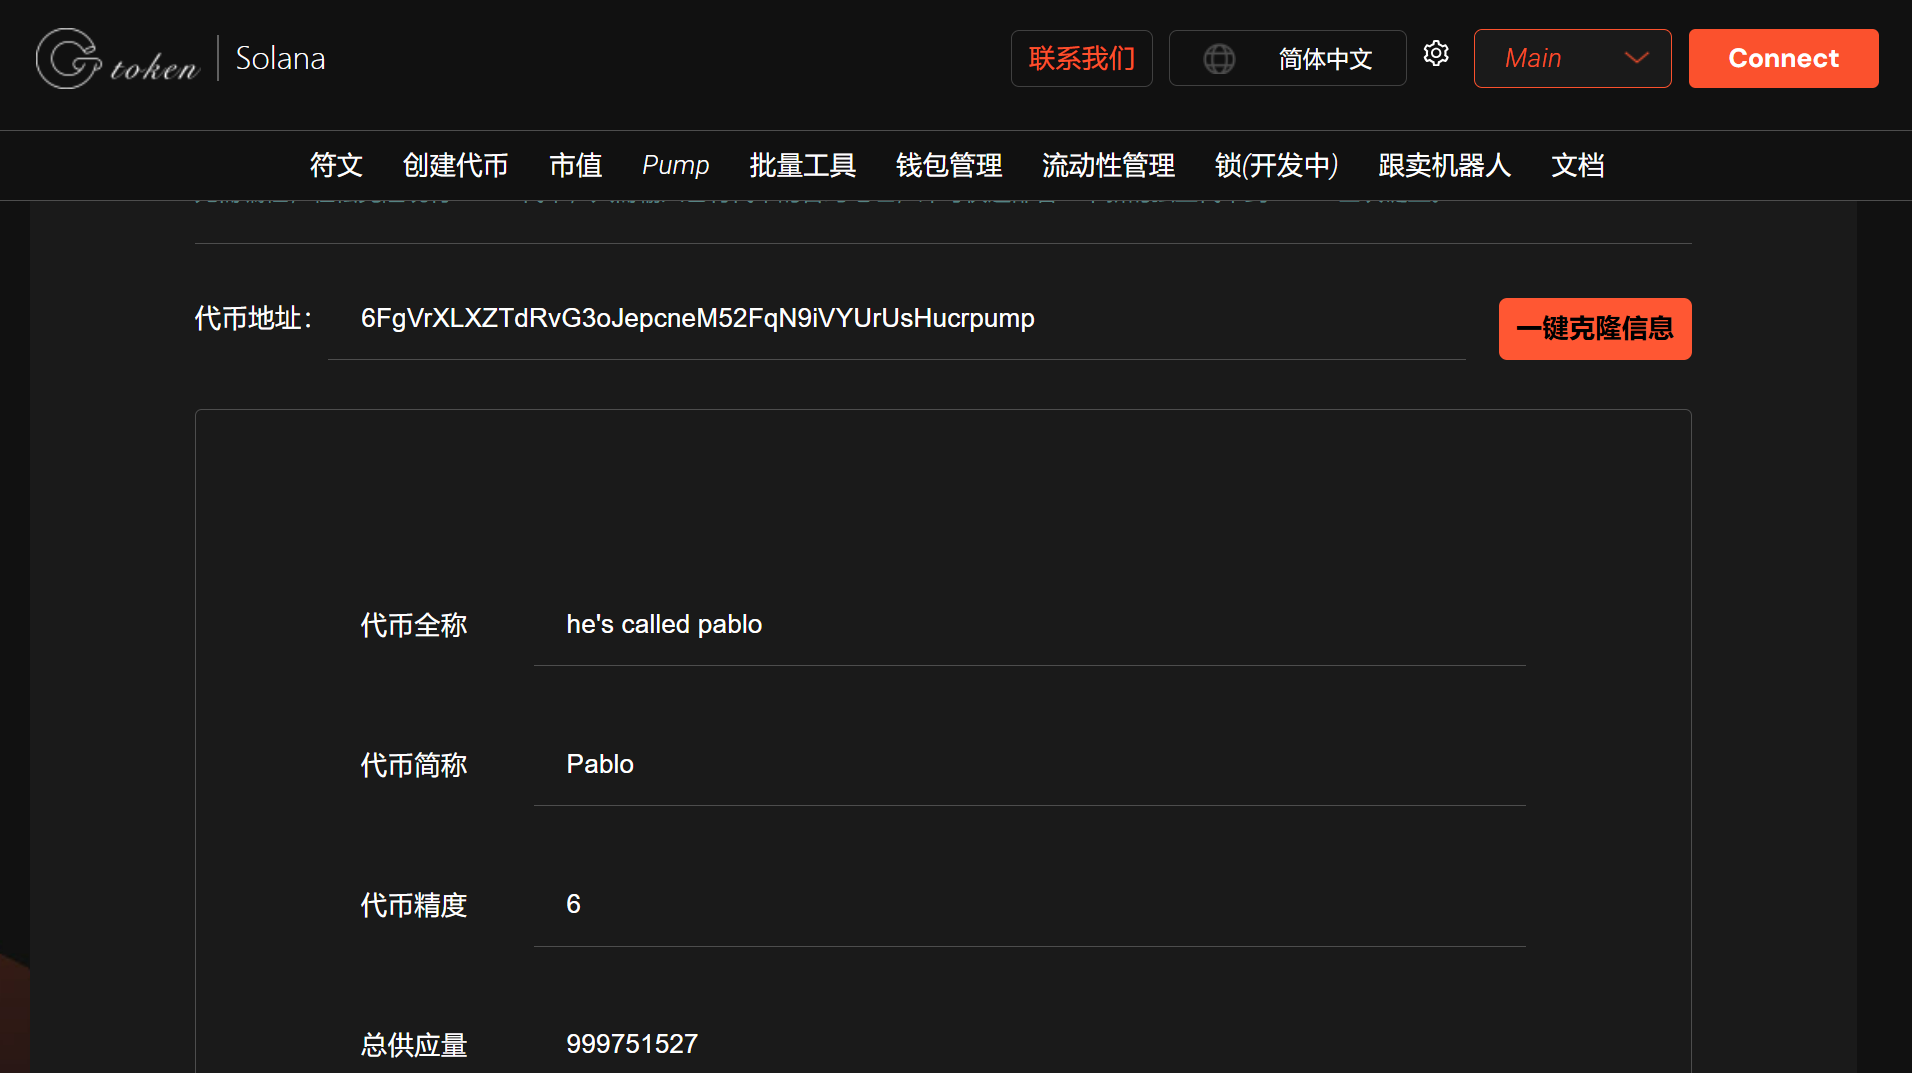 Gtoken | Solana
联系我们
简体中文
Main
Connect
符文 创建代币 市值 Pump 批量工具 钱包管理 流动性管理 锁(开发中) 跟卖机器人 文档
代币地址： 6FgVrXLXZTdRvG3oJepcneM52FqN9iVYUrUsHucrpump
一键克隆信息
代币全称 he's called pablo
代币简称 Pablo
代币精度 6
总供应量 999751527